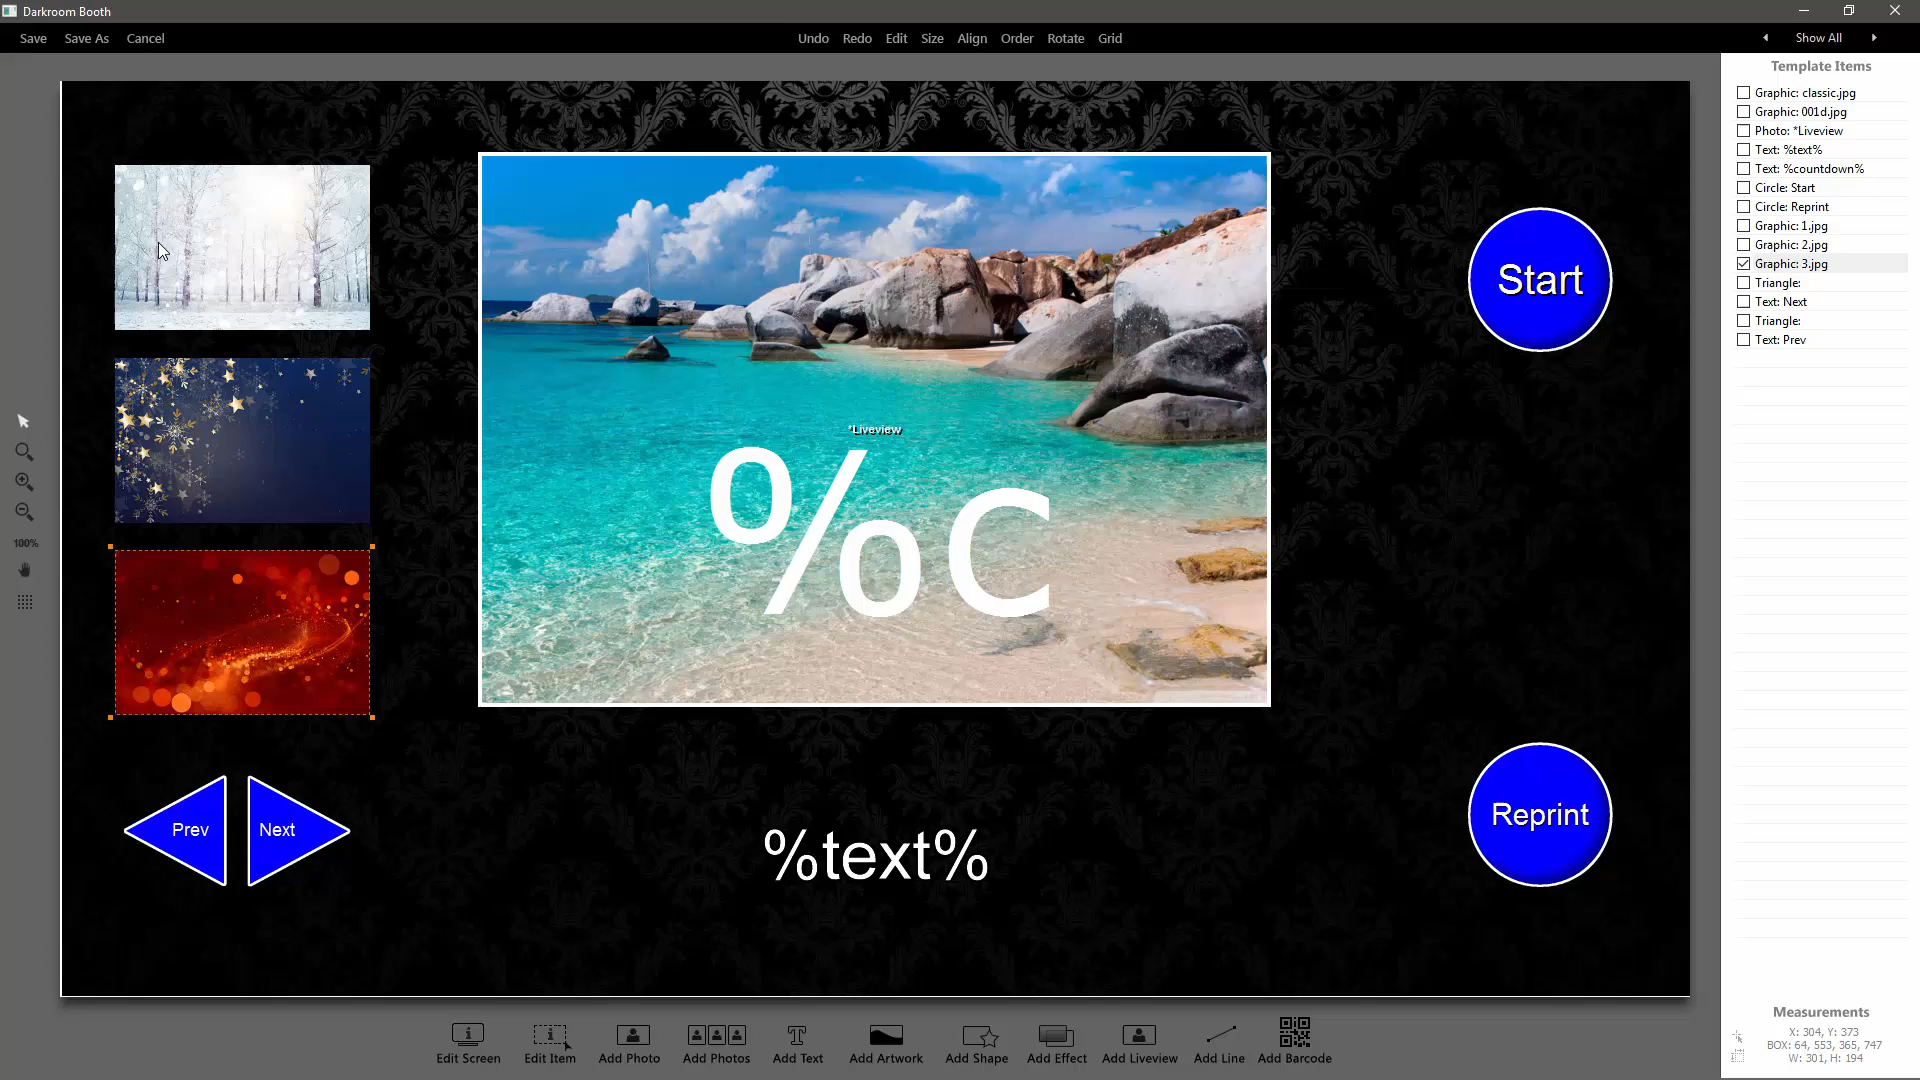 Darkroom Booth
Save Save As Cancel Undo Redo Edit Size Align Order Rotate Grid Show All
Template Items
Graphic: classic.jpg
Graphic: 001d.jpg
Photo: *Liveview
Text: %text%
Text: %countdown%
Circle: Start
Circle: Reprint
Graphic: 1.jpg
Graphic: 2.jpg
Graphic: 3.jpg
Triangle:
Text: Next
Triangle:
Text: Prev
Start
*Liveview
%c
100%
Prev
Next
%text%
Reprint
Measurements
X: 304, Y: 373
BOX: 64, 553, 365, 747
W: 301, H: 194
Edit Screen Edit Item Add Photo Add Photos Add Text Add Artwork Add Shape Add Effect Add Liveview Add Line Add Barcode